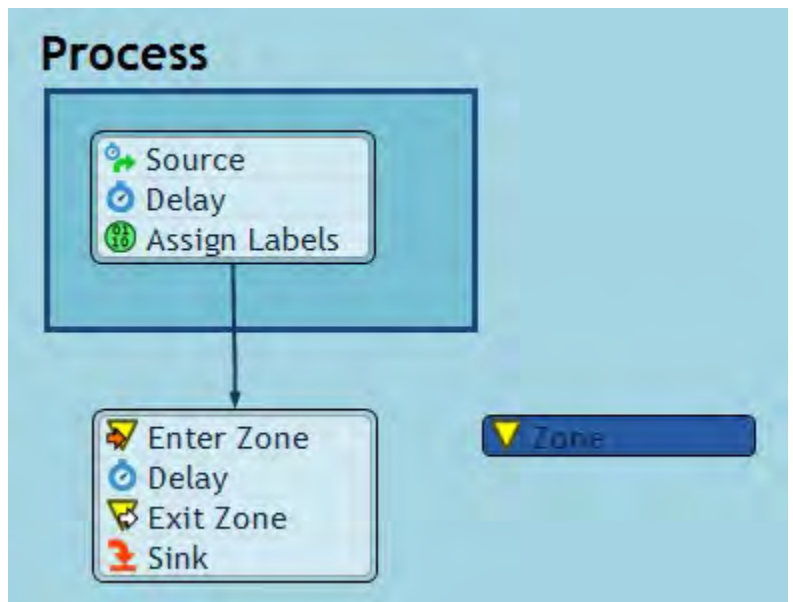 Process
Source
Delay
Assign Labels
Enter Zone
Delay
Exit Zone
Sink
Zone